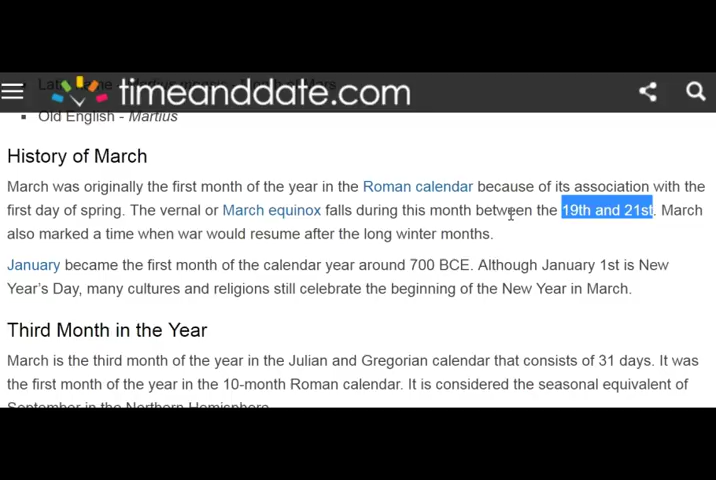 timeanddate.com
Old English - Martius
History of March
March was originally the first month of the year in the Roman calendar because of its association with the
first day of spring. The vernal or March equinox falls during this month between the 19th and 21st. March
also marked a time when war would resume after the long winter months.
January became the first month of the calendar year around 700 BCE. Although January 1st is New
Year's Day, many cultures and religions still celebrate the beginning of the New Year in March.
Third Month in the Year
March is the third month of the year in the Julian and Gregorian calendar that consists of 31 days. It was
the first month of the year in the 10-month Roman calendar. It is considered the seasonal equivalent of
September in the Northern Hemisphere